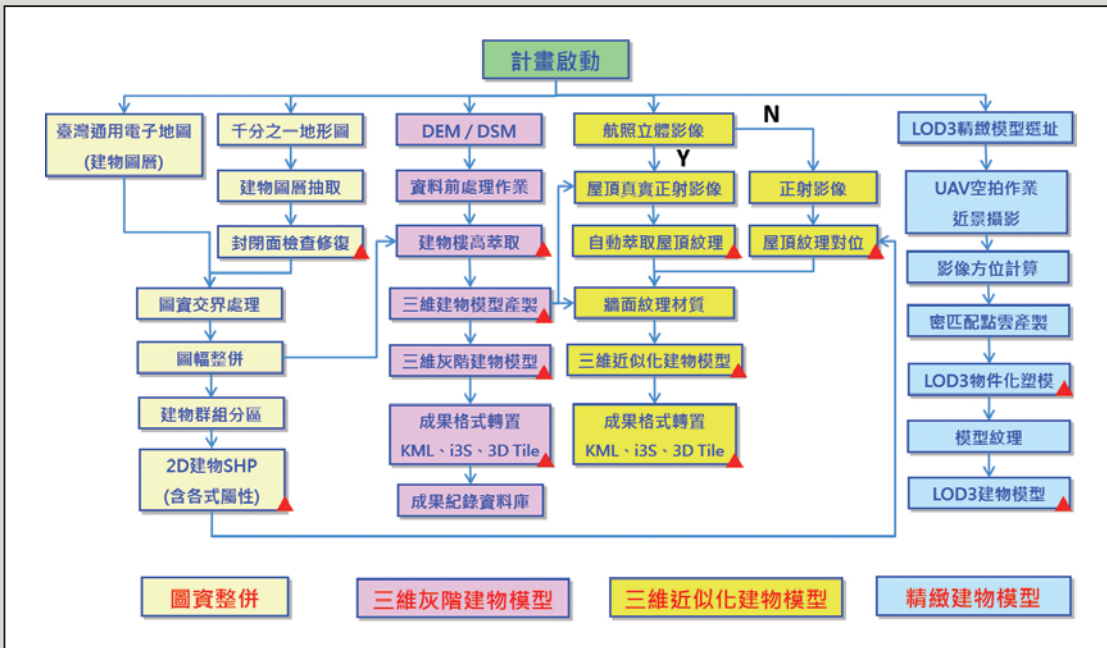 計畫啟動
臺灣通用電子地圖
(建物圖層)
千分之一地形圖
建物圖層抽取
封閉面檢查修復
圖資交界處理
圖幅整併
建物群組分區
2D建物SHP
(含各式屬性)
DEM / DSM
資料前處理作業
建物樓高萃取
三維建物模型產製
三維灰階建物模型
成果格式轉置
KML、i3S、3D Tile
成果紀錄資料庫
航照立體影像
N
Y
屋頂真實正射影像
正射影像
自動萃取屋頂紋理
屋頂紋理對位
牆面紋理材質
三維近似化建物模型
成果格式轉置
KML、i3S、3D Tile
LOD3精緻模型選址
UAV空拍作業
近景攝影
影像方位計算
密匹配點雲產製
LOD3物件化塑模
模型紋理
LOD3建物模型
圖資整併
三維灰階建物模型
三維近似化建物模型
精緻建物模型